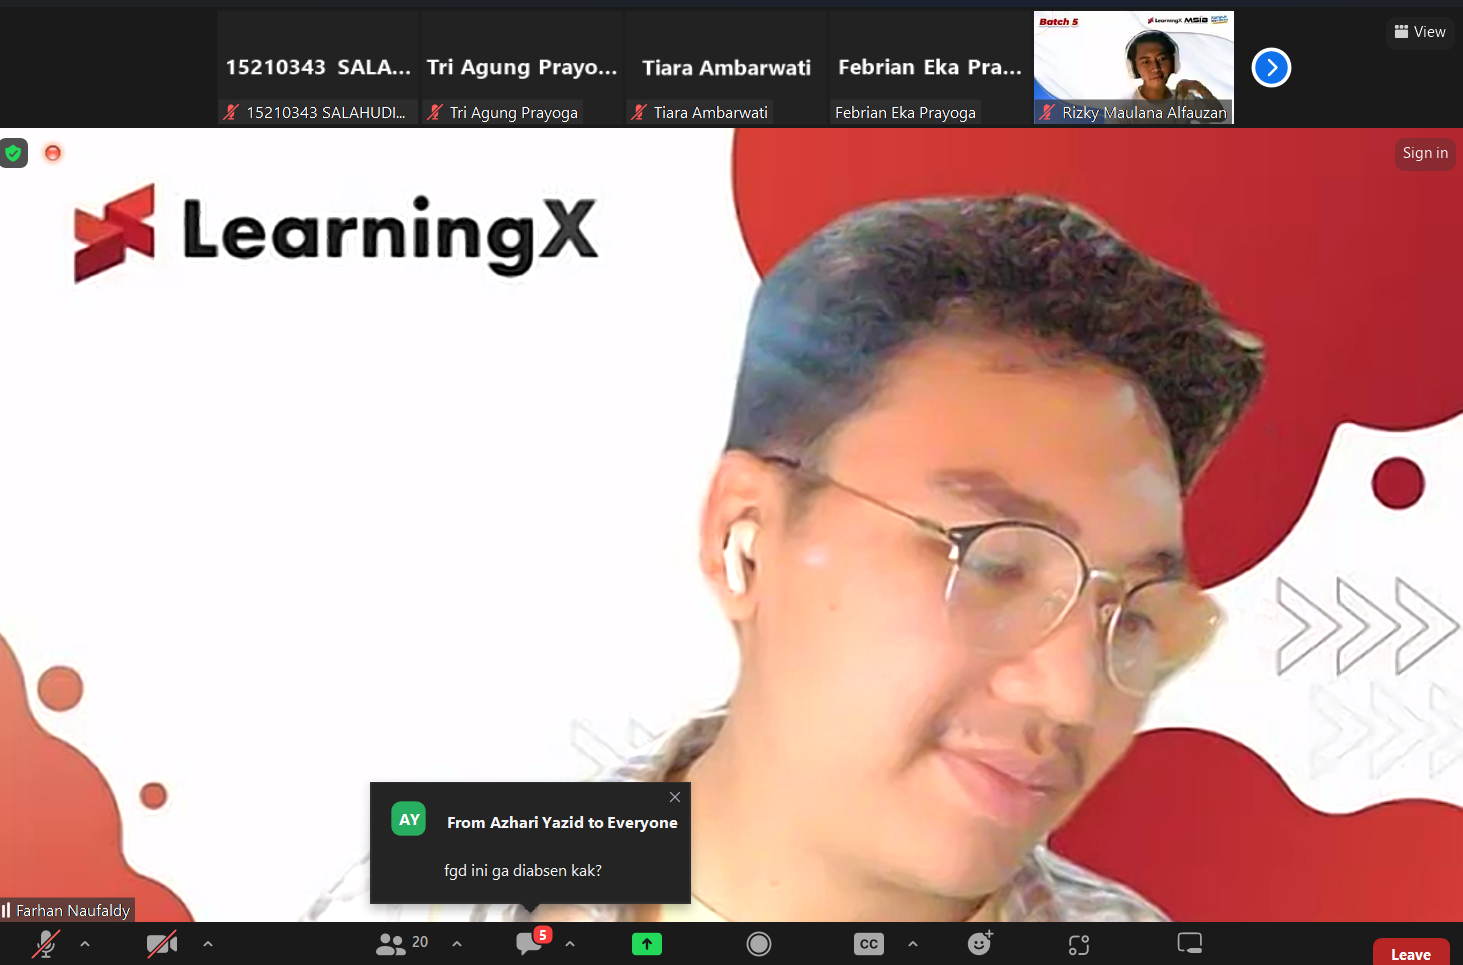 15210343 SALA...
Tri Agung Prayo...
Tiara Ambarwati
Febrian Eka Pra...
Batch 5
LearningX
MSIB
View
15210343 SALAHUDI...
Tri Agung Prayoga
Tiara Ambarwati
Febrian Eka Prayoga
Rizky Maulana Alfauzan
Sign in
LearningX
AY
From Azhari Yazid to Everyone
fgd ini ga diabsen kak?
Farhan Naufaldy
20
5
CC
Leave